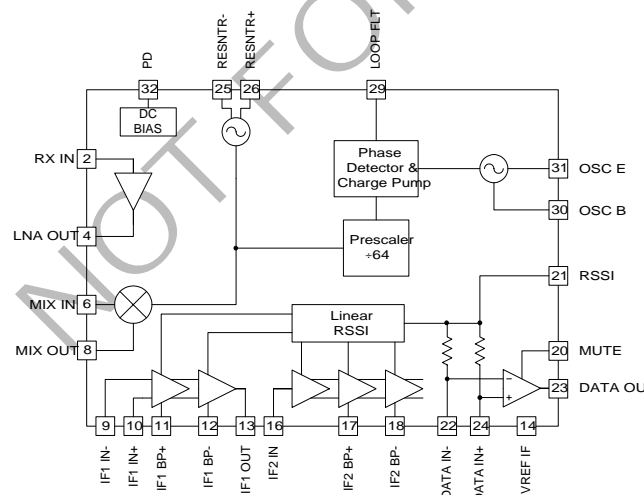 NOT FOR
PD
RESNTR-
RESNTR+
LOOP FLT
32
25
26
29
DC
BIAS
RX IN
2
Phase
Detector &
Charge Pump
31
OSC E
30
OSC B
LNA OUT
4
Prescaler
÷64
21
RSSI
MIX IN
6
Linear
RSSI
MIX OUT
8
20
MUTE
−
+
23
DATA OU
9
10
11
12
13
16
17
18
22
24
14
IF1 IN-
IF1 IN+
IF1 BP+
IF1 BP-
IF1 OUT
IF2 IN
IF2 BP+
IF2 BP-
DATA IN-
DATA IN+
VREF IF